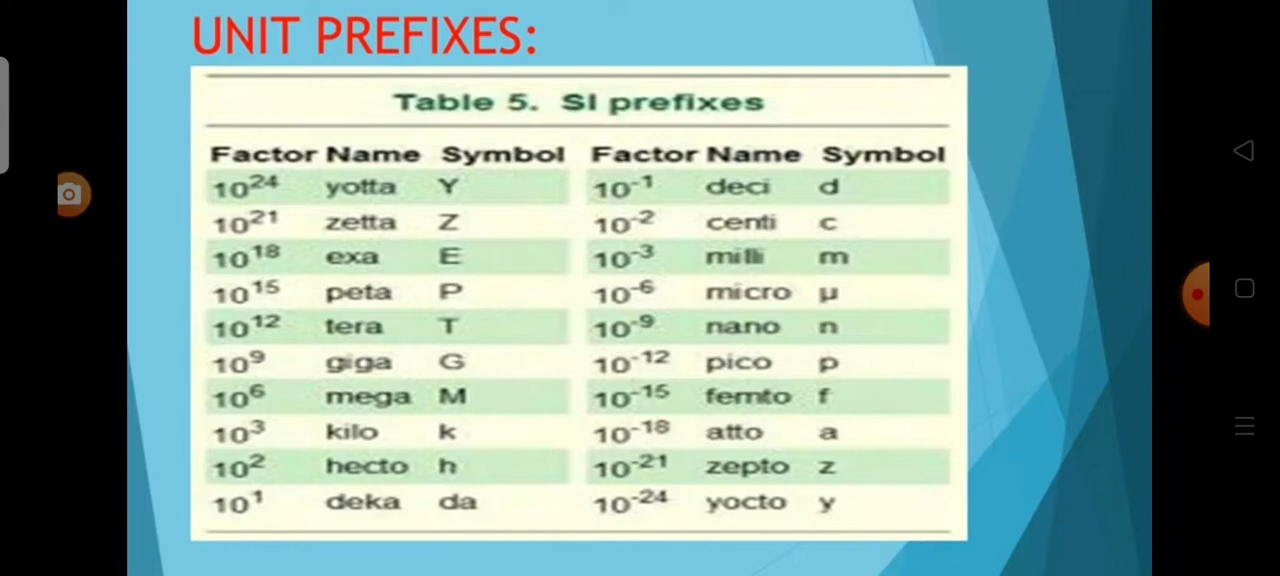 UNIT PREFIXES:
Table 5. SI prefixes
Factor Name Symbol Factor Name Symbol
10²⁴ yotta Y 10⁻¹ deci d
10²¹ zetta Z 10⁻² centi c
10¹⁸ exa E 10⁻³ milli m
10¹⁵ peta P 10⁻⁶ micro µ
10¹² tera T 10⁻⁹ nano n
10⁹ giga G 10⁻¹² pico p
10⁶ mega M 10⁻¹⁵ femto f
10³ kilo k 10⁻¹⁸ atto a
10² hecto h 10⁻²¹ zepto z
10¹ deka da 10⁻²⁴ yocto y